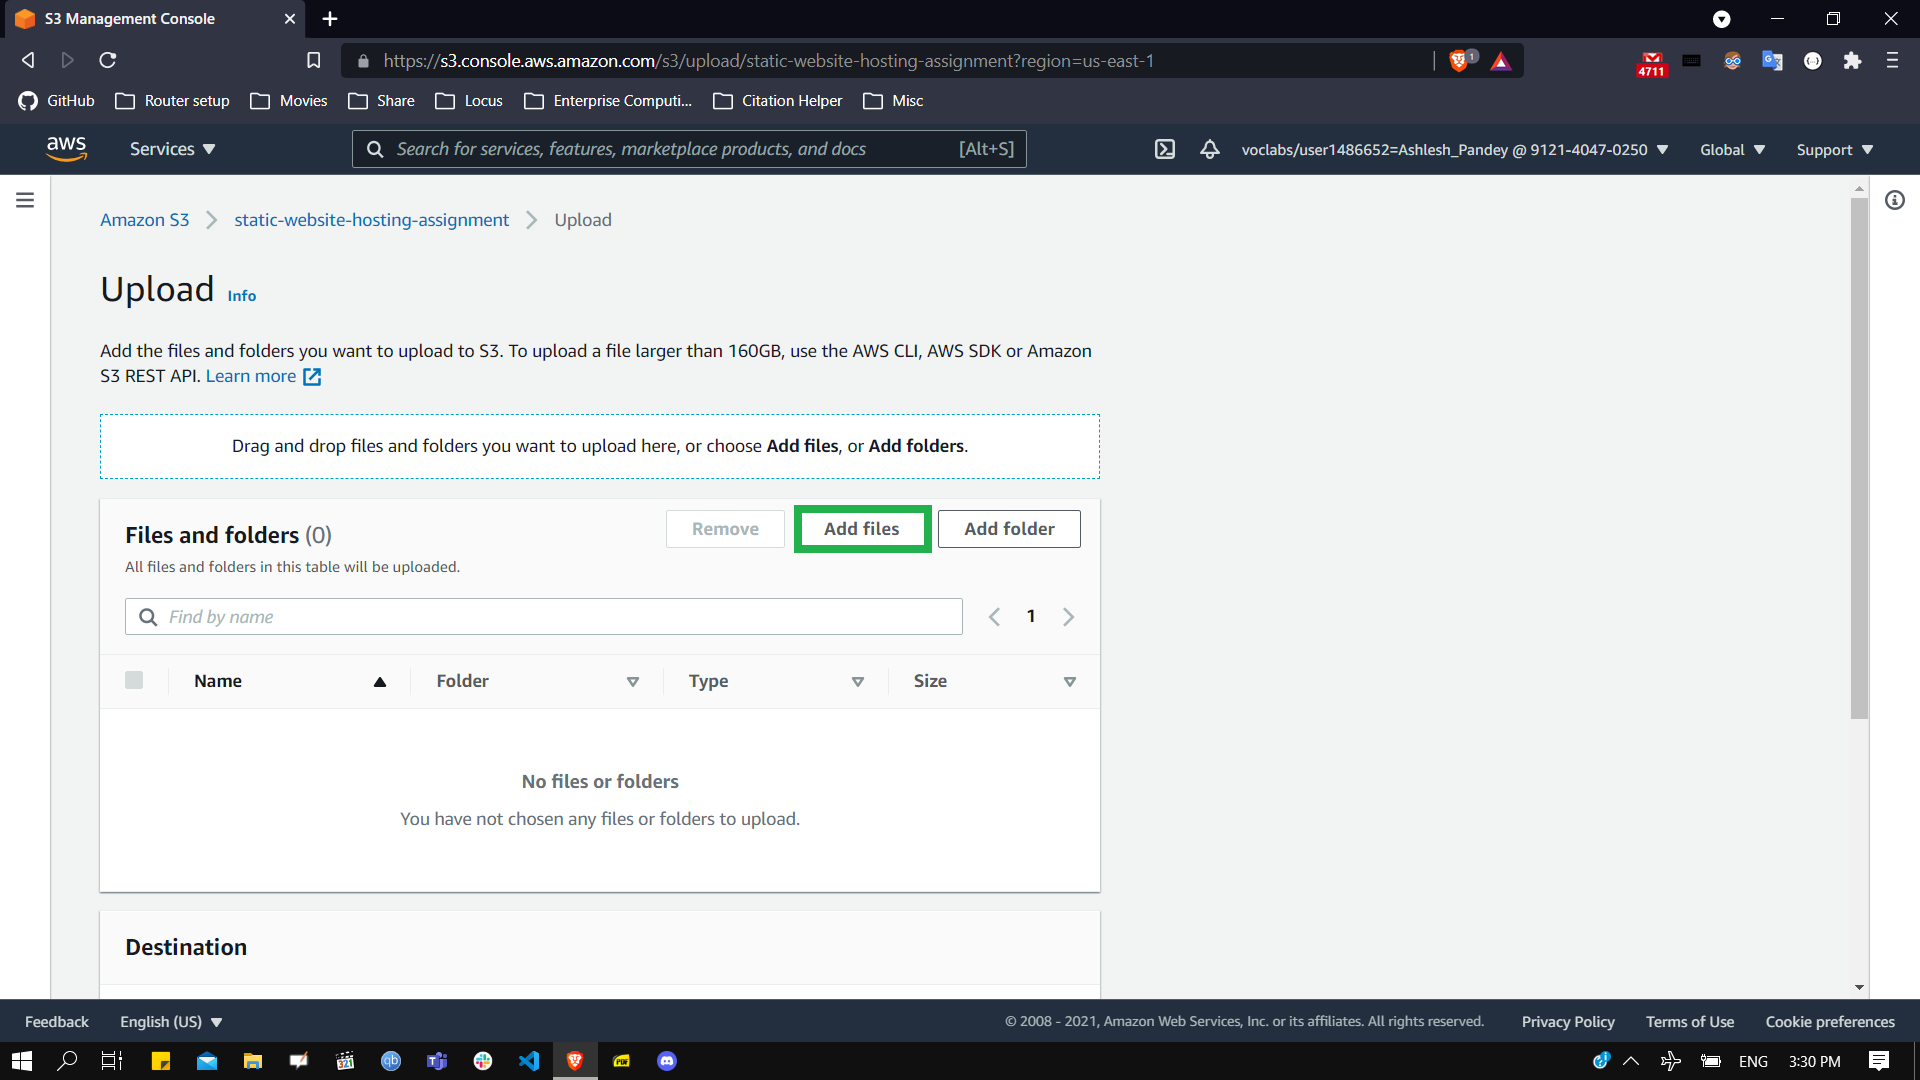 S3 Management Console
https://s3.console.aws.amazon.com/s3/upload/static-website-hosting-assignment?region=us-east-1
1
4711
GitHub Router setup Movies Share Locus Enterprise Computi... Citation Helper Misc
aws Services Search for services, features, marketplace products, and docs [Alt+S] voclabs/user1486652=Ashlesh_Pandey @ 9121-4047-0250 Global Support
Amazon S3 static-website-hosting-assignment Upload
Upload Info
Add the files and folders you want to upload to S3. To upload a file larger than 160GB, use the AWS CLI, AWS SDK or Amazon
S3 REST API. Learn more
Drag and drop files and folders you want to upload here, or choose Add files, or Add folders.
Files and folders (0) Remove Add files Add folder
All files and folders in this table will be uploaded.
Find by name 1
Name Folder Type Size
No files or folders
You have not chosen any files or folders to upload.
Destination
Feedback English (US) © 2008 - 2021, Amazon Web Services, Inc. or its affiliates. All rights reserved. Privacy Policy Terms of Use Cookie preferences
321 qb PDF ENG 3:30 PM